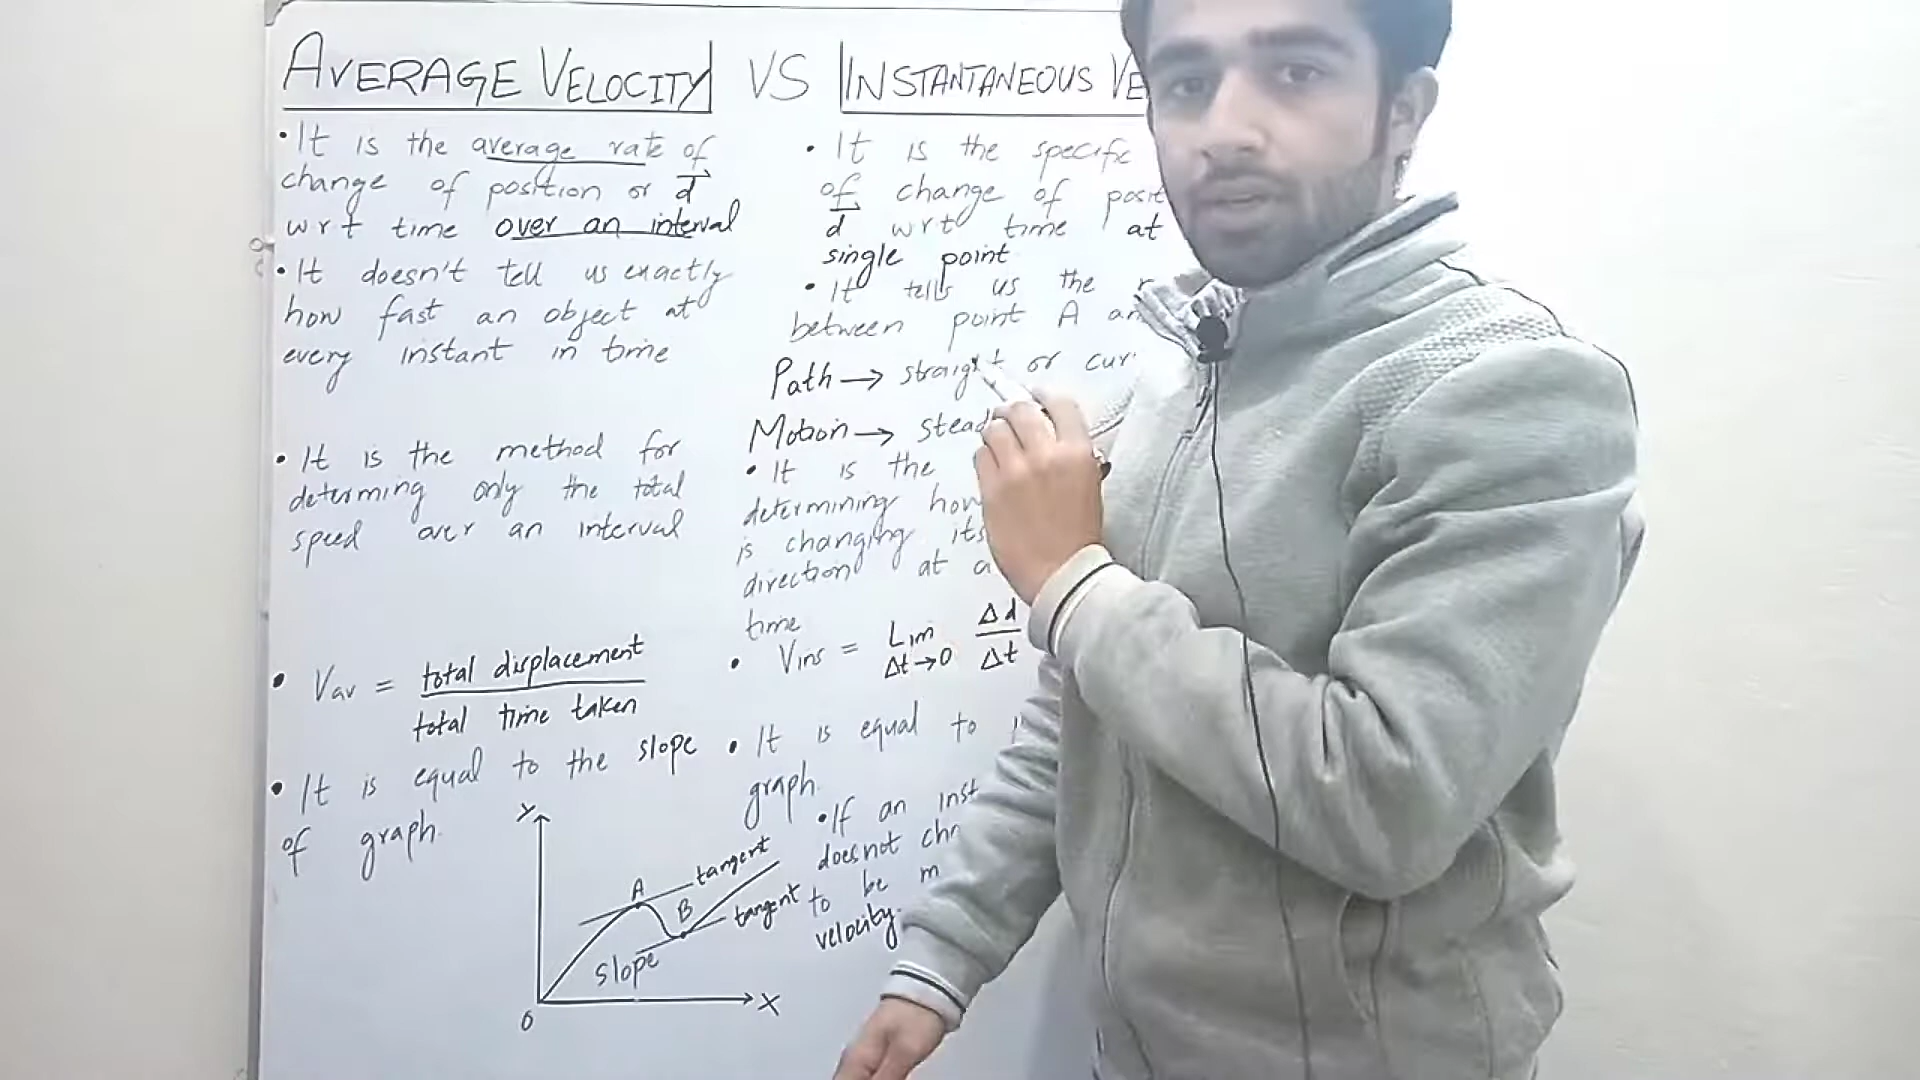 AVERAGE VELOCITY VS INSTANTANEOUS VE
• It is the average rate of
change of position or d⃗
wrt time over an interval
• It doesn't tell us exactly
how fast an object at
every instant in time
• It is the method for
determing only the total
speed over an interval
• Vav = total displacement
total time taken
• It is equal to the slope
of graph.
• It is the specific
of change of posit
d⃗ wrt time at
single point
• It tells us the r
between point A an
Path → straight or cur
Motion → stead
• It is the
determining how
is changing its
direction at a
time
• Vins = Lim Δd
Δt→0 Δt
• It is equal to
graph.
• If an inst
does not cha
to be m
velocity.
Y
A
tangent
B
tangent
slope
O
X